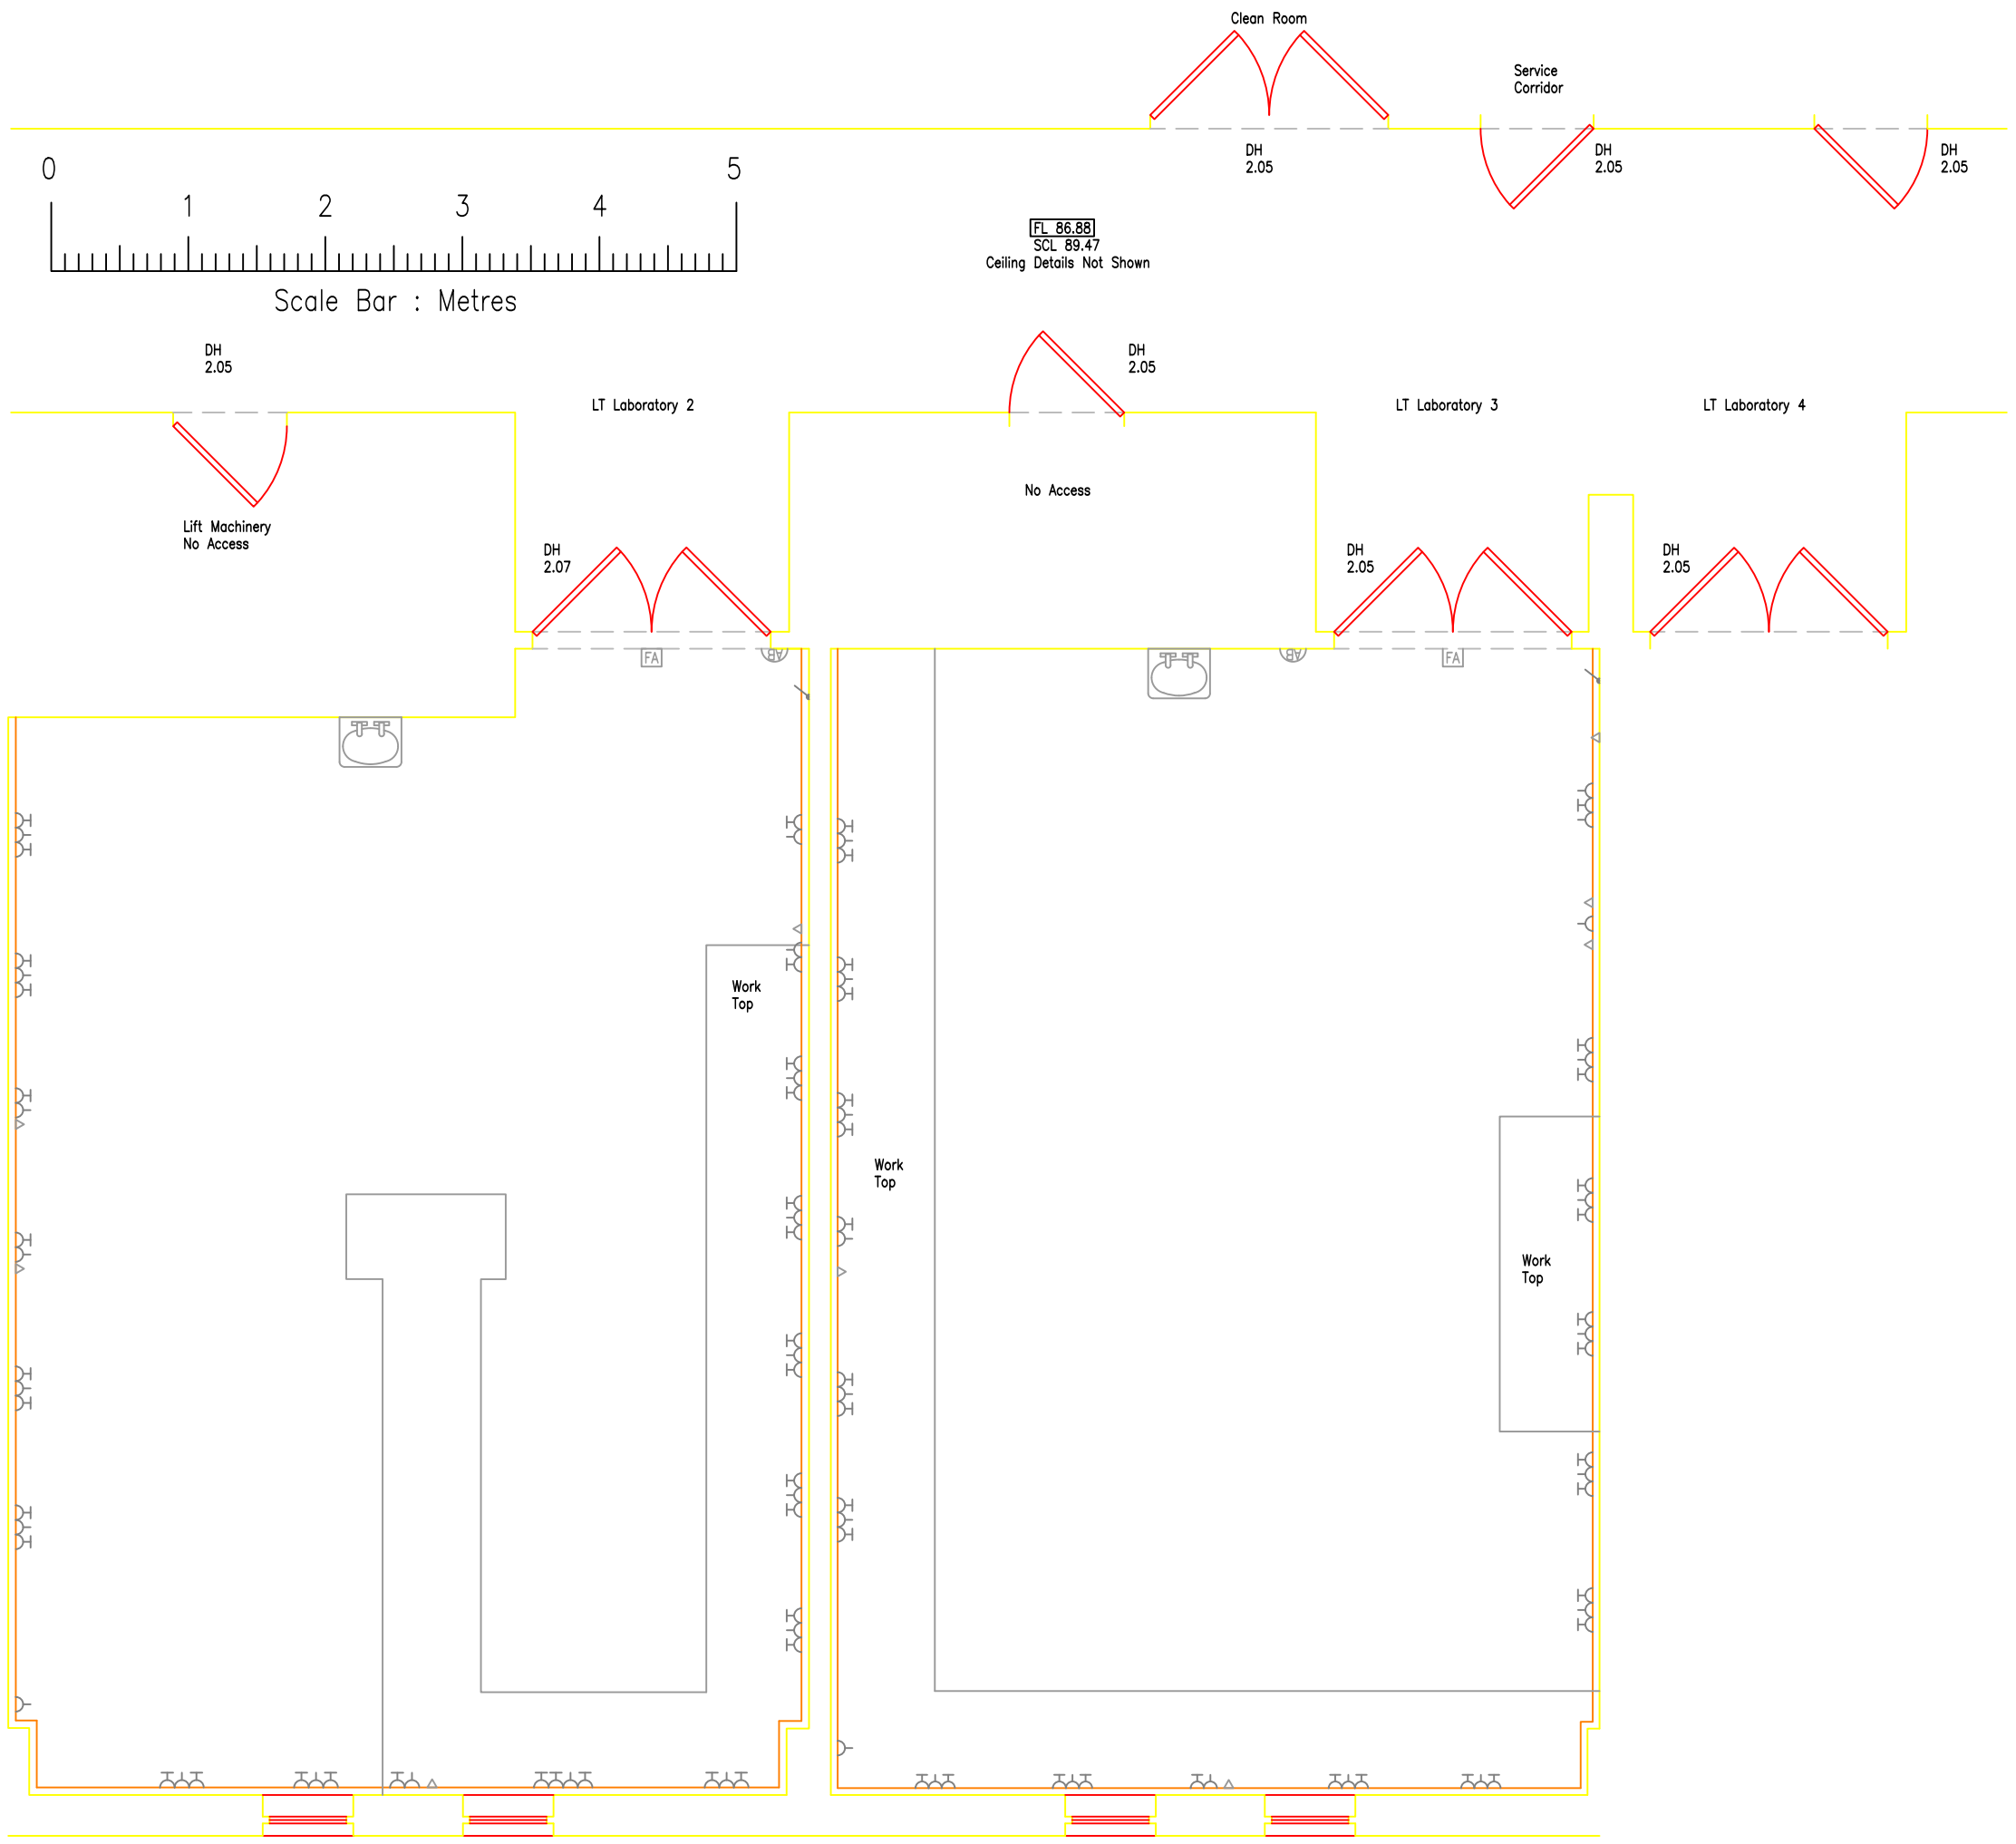 Clean Room
Service
Corridor
DH
2.05
DH
2.05
DH
2.05
0
5
1
2
3
4
Scale Bar : Metres
FL 86.88
SCL 89.47
Ceiling Details Not Shown
DH
2.05
DH
2.05
LT Laboratory 2
LT Laboratory 3
LT Laboratory 4
No Access
Lift Machinery
No Access
DH
2.07
DH
2.05
DH
2.05
FA
AB
AB
FA
Work
Top
Work
Top
Work
Top